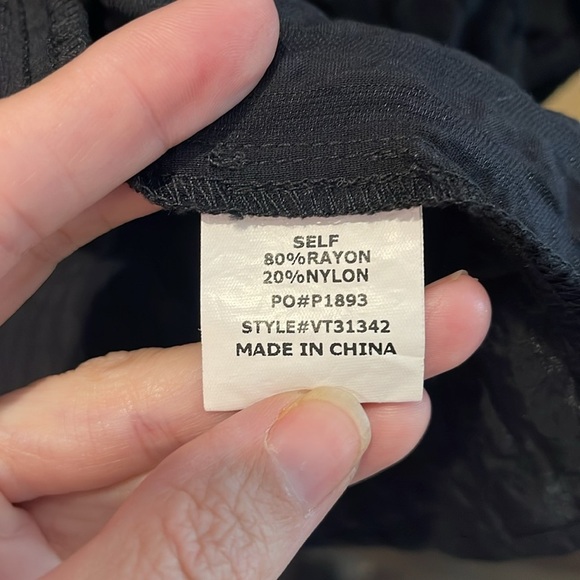 SELF
80%RAYON
20%NYLON
PO#P1893
STYLE#VT31342
MADE IN CHINA